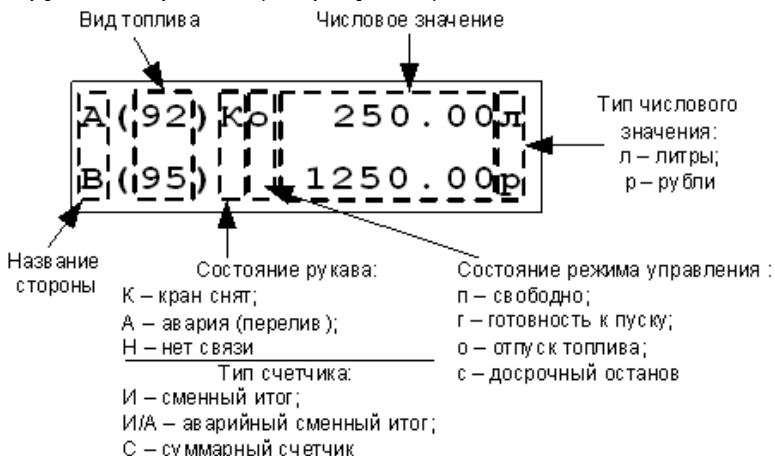 Вид топлива
Числовое значение
А(92)Ко 250.00л
В(95) 1250.00р
Тип числового
значения:
л – литры;
р – рубли
Название
стороны
Состояние рукава:
К – кран снят;
А – авария (перелив);
Н – нет связи
Тип счетчика:
И – сменный итог;
И/А – аварийный сменный итог;
С – суммарный счетчик
Состояние режима управления :
п – свободно;
г – готовность к пуску;
о – отпуск топлива;
с – досрочный останов